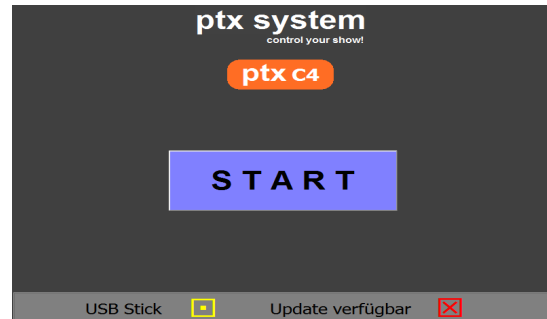 ptx system
control your show!
ptx C4
START
USB Stick Update verfügbar